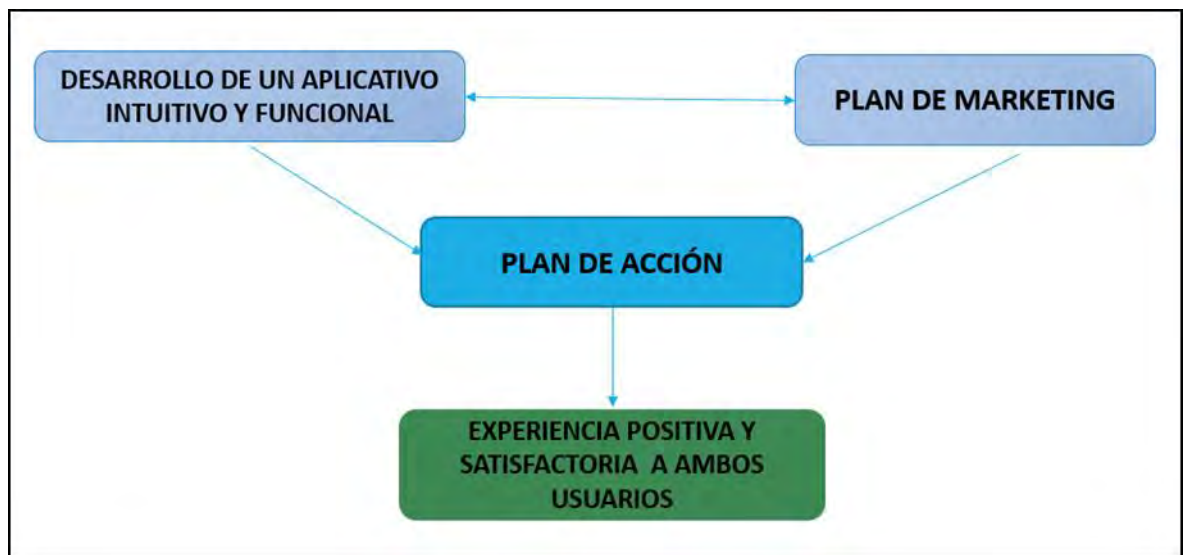 DESARROLLO DE UN APLICATIVO
INTUITIVO Y FUNCIONAL
PLAN DE MARKETING
PLAN DE ACCIÓN
EXPERIENCIA POSITIVA Y
SATISFACTORIA A AMBOS
USUARIOS